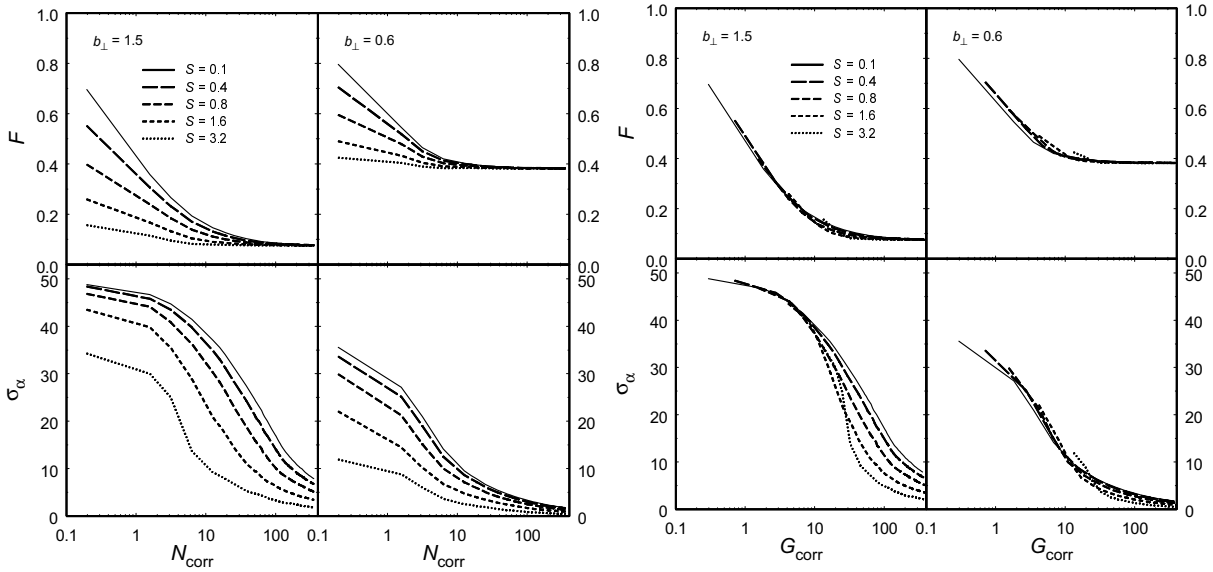 1.0 1.0 1.0 1.0
b⊥ = 1.5 b⊥ = 0.6 b⊥ = 1.5 b⊥ = 0.6
S = 0.1 S = 0.1
0.8 0.8 0.8 0.8
S = 0.4 S = 0.4
S = 0.8 S = 0.8
S = 1.6 S = 1.6
S = 3.2 S = 3.2
0.6 0.6 0.6 0.6
F F
0.4 0.4 0.4 0.4
0.2 0.2 0.2 0.2
0.0 0.0 0.0 0.0
50 50 50 50
40 40 40 40
30 30 30 30
σα σα
20 20 20 20
10 10 10 10
0 0 0 0
0.1 1 10 100 0.1 1 10 100 0.1 1 10 100 0.1 1 10 100
Ncorr Ncorr Gcorr Gcorr